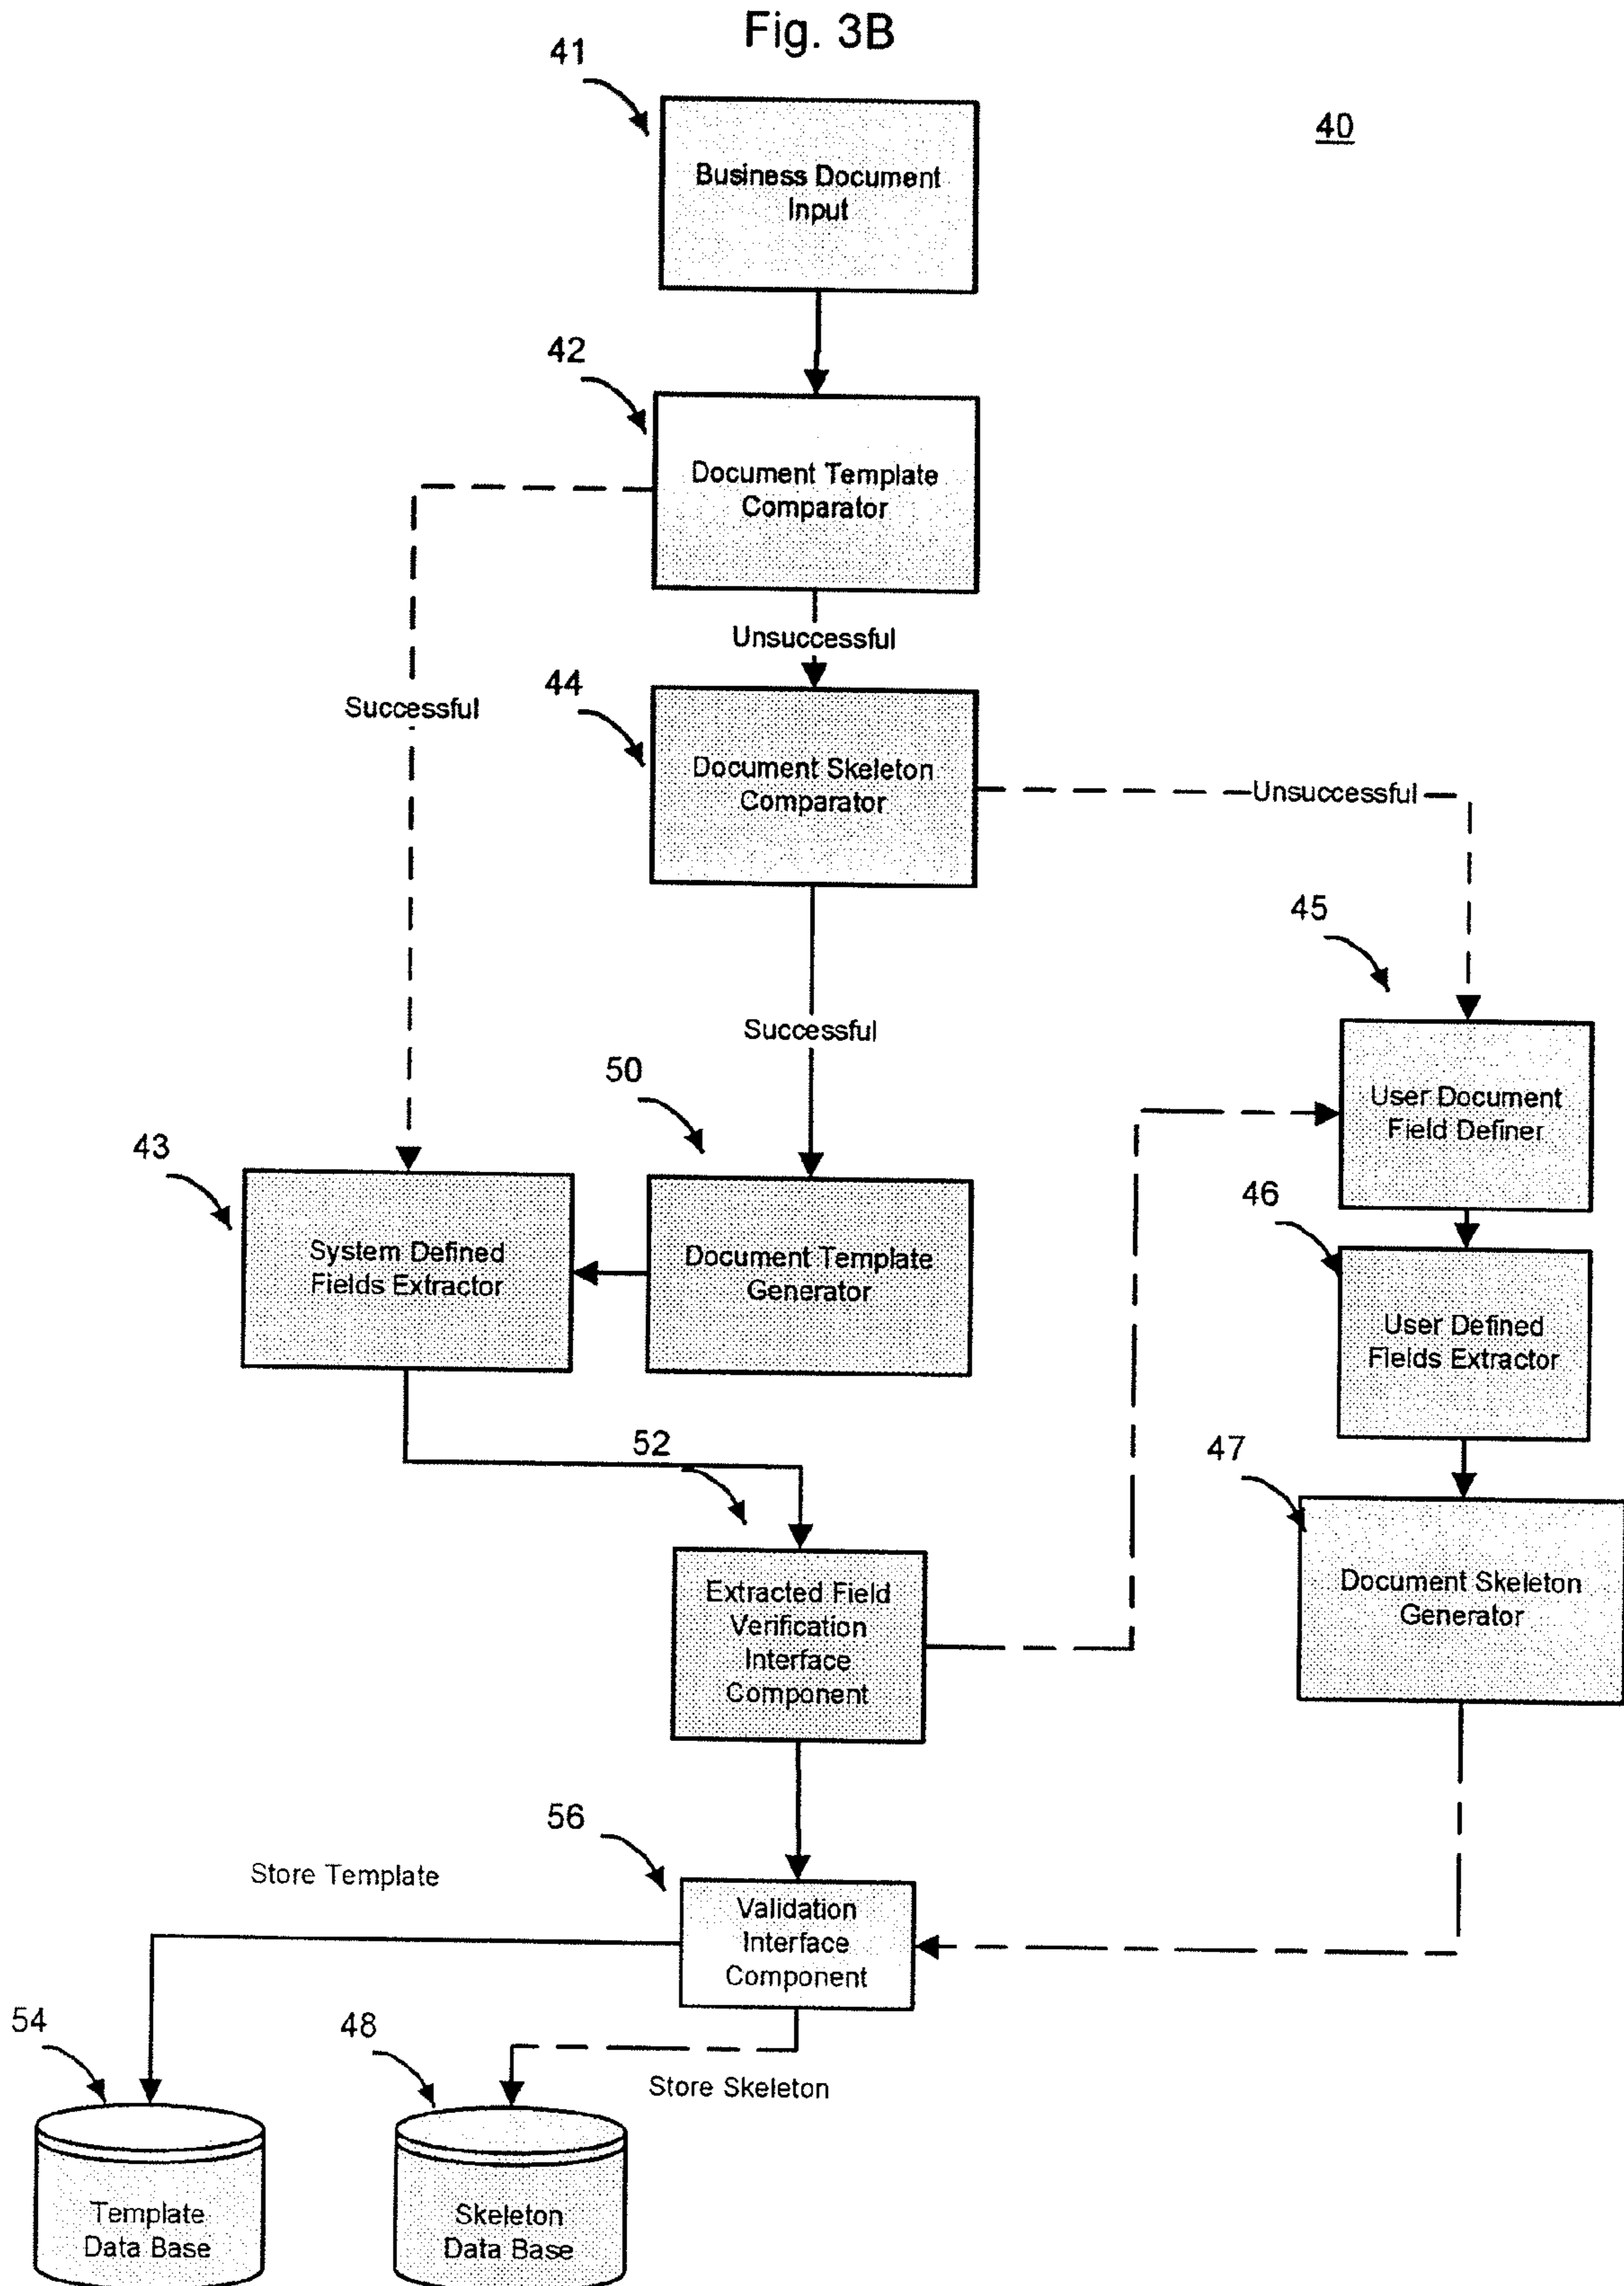 Fig. 3B
41
40
Business Document
Input
42
Document Template
Comparator
Unsuccessful
Successful
44
Document Skeleton
Comparator
Unsuccessful
45
Successful
50
User Document
Field Definer
43
System Defined
Fields Extractor
Document Template
Generator
46
User Defined
Fields Extractor
52
47
Extracted Field
Verification
Interface
Component
Document Skeleton
Generator
56
Store Template
Validation
Interface
Component
54
48
Store Skeleton
Template
Data Base
Skeleton
Data Base